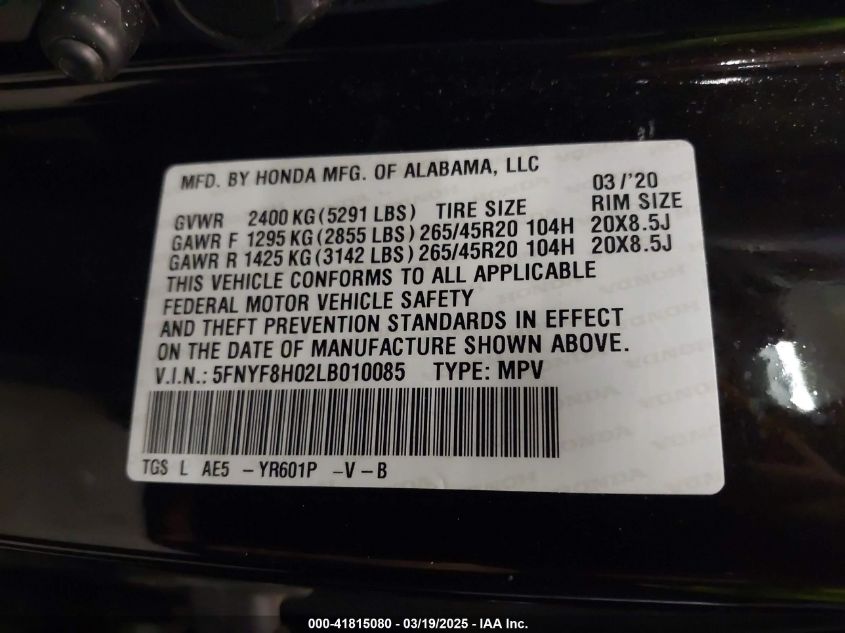 MFD. BY HONDA MFG. OF ALABAMA, LLC 03/'20
GVWR 2400 KG (5291 LBS) TIRE SIZE RIM SIZE
GAWR F 1295 KG (2855 LBS) 265/45R20 104H 20X8.5J
GAWR R 1425 KG (3142 LBS) 265/45R20 104H 20X8.5J
THIS VEHICLE CONFORMS TO ALL APPLICABLE
FEDERAL MOTOR VEHICLE SAFETY
AND THEFT PREVENTION STANDARDS IN EFFECT
ON THE DATE OF MANUFACTURE SHOWN ABOVE.
V.I.N.: 5FNYF8H02LB010085 TYPE: MPV
TGS L AE5 - YR601P - V - B
000-41815080 - 03/19/2025 - IAA Inc.